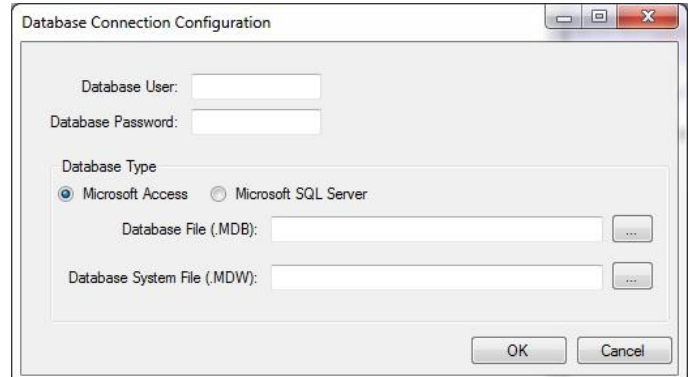 Database Connection Configuration
Database User:
Database Password:
Database Type
Microsoft Access Microsoft SQL Server
Database File (.MDB):
...
Database System File (.MDW):
...
OK Cancel